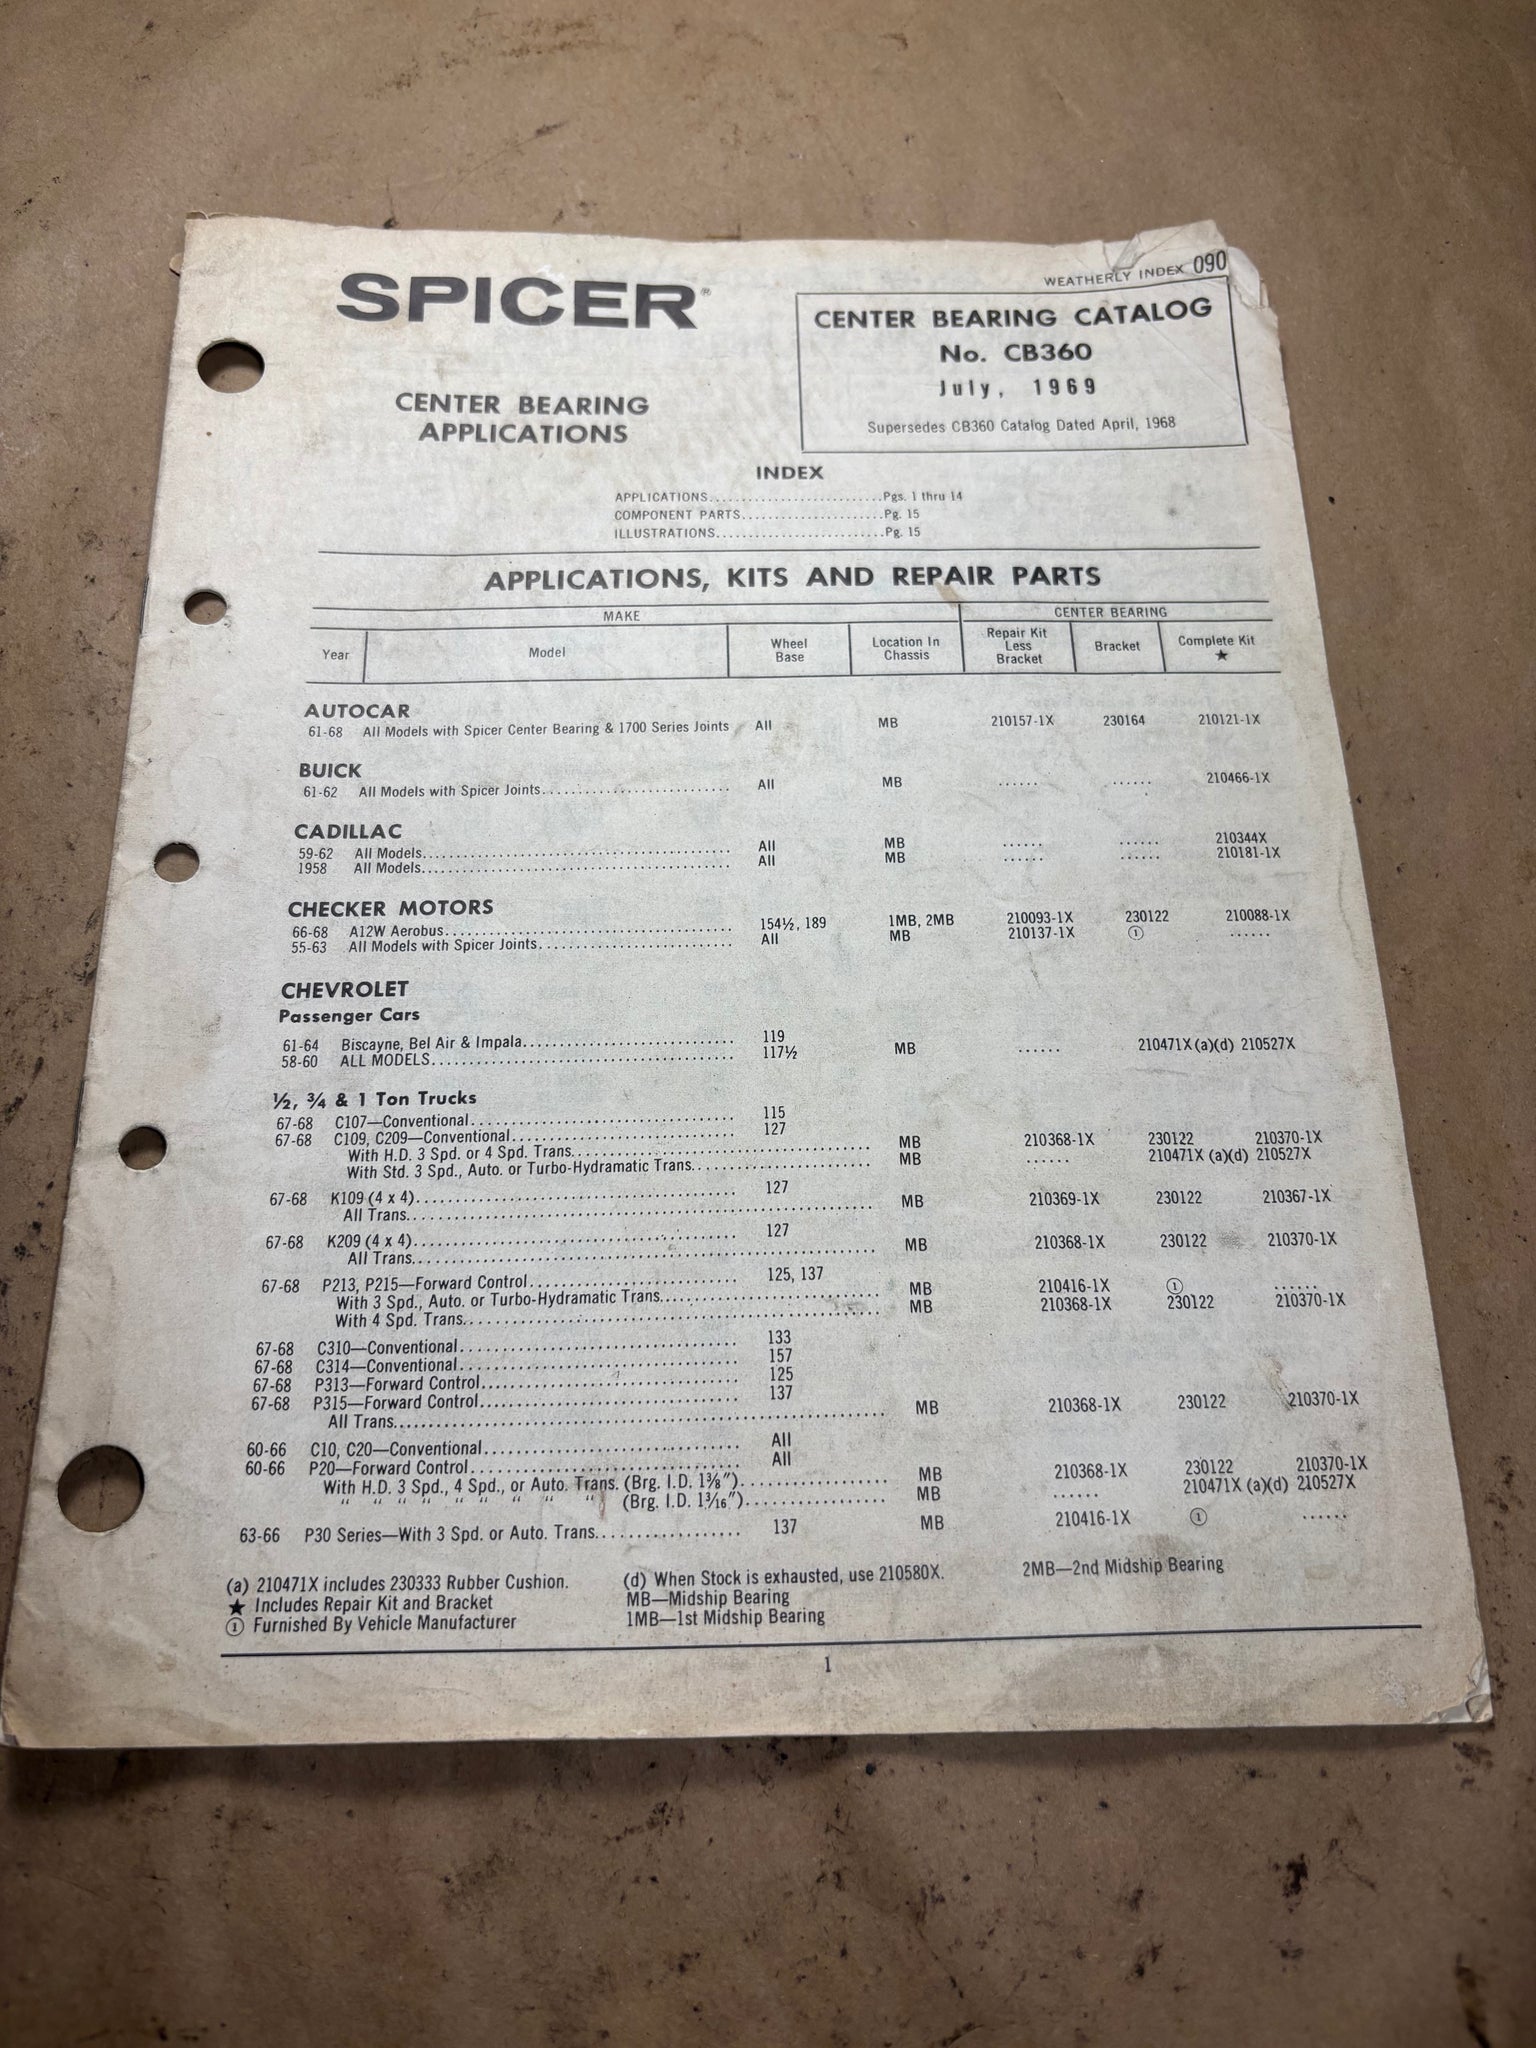 WEATHERLY INDEX 090
SPICER®
CENTER BEARING CATALOG
No. CB360
July, 1969
Supersedes CB360 Catalog Dated April, 1968
CENTER BEARING
APPLICATIONS
INDEX
APPLICATIONS..........................Pgs. 1 thru 14
COMPONENT PARTS.....................Pg. 15
ILLUSTRATIONS.........................Pg. 15
APPLICATIONS, KITS AND REPAIR PARTS
MAKE CENTER BEARING
Year Model Wheel Base Location In Chassis Repair Kit Less Bracket Bracket Complete Kit ★
AUTOCAR
61-68 All Models with Spicer Center Bearing & 1700 Series Joints All MB 210157-1X 230164 210121-1X
BUICK
61-62 All Models with Spicer Joints............................ All MB ...... ...... 210466-1X
CADILLAC
59-62 All Models............................................. All MB ...... ...... 210344X
1958 All Models............................................. All MB ...... ...... 210181-1X
CHECKER MOTORS
66-68 A12W Aerobus.......................................... 154½, 189 1MB, 2MB 210093-1X 230122 210088-1X
55-63 All Models with Spicer Joints............................ All MB 210137-1X ① ......
CHEVROLET
Passenger Cars
61-64 Biscayne, Bel Air & Impala.............................. 119
58-60 ALL MODELS.......................................... 117½ MB ...... 210471X (a)(d) 210527X
½, ¾ & 1 Ton Trucks
67-68 C107—Conventional.................................... 115
67-68 C109, C209—Conventional.............................. 127
With H.D. 3 Spd. or 4 Spd. Trans......................................... MB 210368-1X 230122 210370-1X
With Std. 3 Spd., Auto. or Turbo-Hydramatic Trans......................... MB ...... 210471X (a)(d) 210527X
67-68 K109 (4 x 4).......................................... 127
All Trans............................................................ MB 210369-1X 230122 210367-1X
67-68 K209 (4 x 4).......................................... 127
All Trans............................................................ MB 210368-1X 230122 210370-1X
67-68 P213, P215—Forward Control............................ 125, 137
With 3 Spd., Auto. or Turbo-Hydramatic Trans............................. MB 210416-1X ① ......
With 4 Spd. Trans..................................................... MB 210368-1X 230122 210370-1X
67-68 C310—Conventional.................................... 133
67-68 C314—Conventional.................................... 157
67-68 P313—Forward Control.................................. 125
67-68 P315—Forward Control.................................. 137
All Trans............................................................ MB 210368-1X 230122 210370-1X
60-66 C10, C20—Conventional................................. All
60-66 P20—Forward Control................................... All
With H.D. 3 Spd., 4 Spd., or Auto. Trans. (Brg. I.D. 1⅜")................... MB 210368-1X 230122 210370-1X
" " " " " " " " (Brg. I.D. 1 3/16")................... MB ...... 210471X (a)(d) 210527X
63-66 P30 Series—With 3 Spd. or Auto. Trans................... 137 MB 210416-1X ① ......
(a) 210471X includes 230333 Rubber Cushion.
★ Includes Repair Kit and Bracket
① Furnished By Vehicle Manufacturer
(d) When Stock is exhausted, use 210580X.
MB—Midship Bearing
1MB—1st Midship Bearing
2MB—2nd Midship Bearing
1